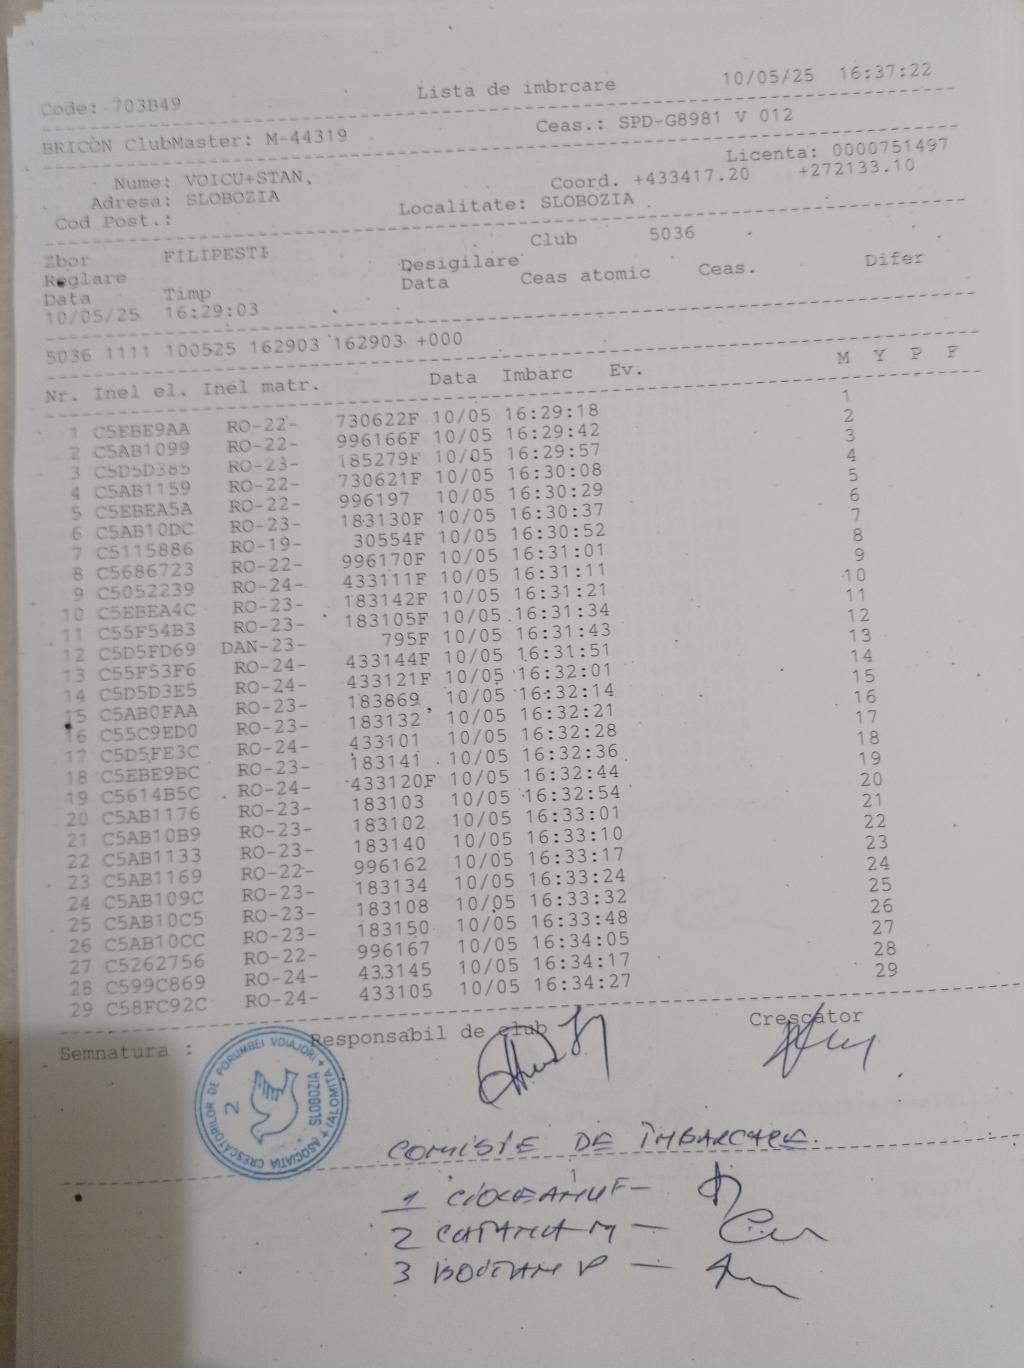 Code: 703B49 Lista de imbrcare 10/05/25 16:37:22
BRICON ClubMaster: M-44319 Ceas.: SPD-G8981 V 012
Licenta: 0000751497
Nume: VOICU+STAN. Coord. +433417.20 +272133.10
Adresa: SLOBOZIA
Cod Post.: Localitate: SLOBOZIA
Club 5036
Zbor FILIPESTI
Reglare Desigilare
Data Timp Data Ceas atomic Ceas. Difer
10/05/25 16:29:03
5036 1111 100525 162903 162903 +000
Nr. Inel el. Inel matr. Data Imbarc Ev. M Y P F
1 C5EBE9AA RO-22- 730622F 10/05 16:29:18 1
2 C5AB1099 RO-22- 996166F 10/05 16:29:42 2
3 C5D5D385 RO-23- 185279F 10/05 16:29:57 3
4 C5AB1159 RO-22- 730621F 10/05 16:30:08 4
5 C5EBEA5A RO-22- 996197 10/05 16:30:29 5
6 C5AB10DC RO-23- 183130F 10/05 16:30:37 6
7 C5115886 RO-19- 30554F 10/05 16:30:52 7
8 C5686723 RO-22- 996170F 10/05 16:31:01 8
9 C5052239 RO-24- 433111F 10/05 16:31:11 9
10 C5EBEA4C RO-23- 183142F 10/05 16:31:21 10
11 C55F54B3 RO-23- 183105F 10/05 16:31:34 11
12 C5D5FD69 DAN-23- 795F 10/05 16:31:43 12
13 C55F53F6 RO-24- 433144F 10/05 16:31:51 13
14 C5D5D3E5 RO-24- 433121F 10/05 16:32:01 14
15 C5AB0FAA RO-23- 183869 10/05 16:32:14 15
16 C55C9ED0 RO-23- 183132 10/05 16:32:21 16
17 C5D5FE3C RO-24- 433101 10/05 16:32:28 17
18 C5EBE9BC RO-23- 183141 10/05 16:32:36 18
19 C5614B5C RO-24- 433120F 10/05 16:32:44 19
20 C5AB1176 RO-23- 183103 10/05 16:32:54 20
21 C5AB10B9 RO-23- 183102 10/05 16:33:01 21
22 C5AB1133 RO-23- 183140 10/05 16:33:10 22
23 C5AB1169 RO-22- 996162 10/05 16:33:17 23
24 C5AB109C RO-23- 183134 10/05 16:33:24 24
25 C5AB10C5 RO-23- 183108 10/05 16:33:32 25
26 C5AB10CC RO-23- 183150 10/05 16:33:48 26
27 C5262756 RO-22- 996167 10/05 16:34:05 27
28 C599C869 RO-24- 433145 10/05 16:34:17 28
29 C58FC92C RO-24- 433105 10/05 16:34:27 29
Semnatura : Responsabil de club Crescator
ASOCIATIA CRESCATORILOR DE PORUMBEI VOIAJORI + IALOMITA +
2 SLOBOZIA
COMISIE DE ÎMBARCARE.
1 CIOCEANU F-
2 M -
3 P -